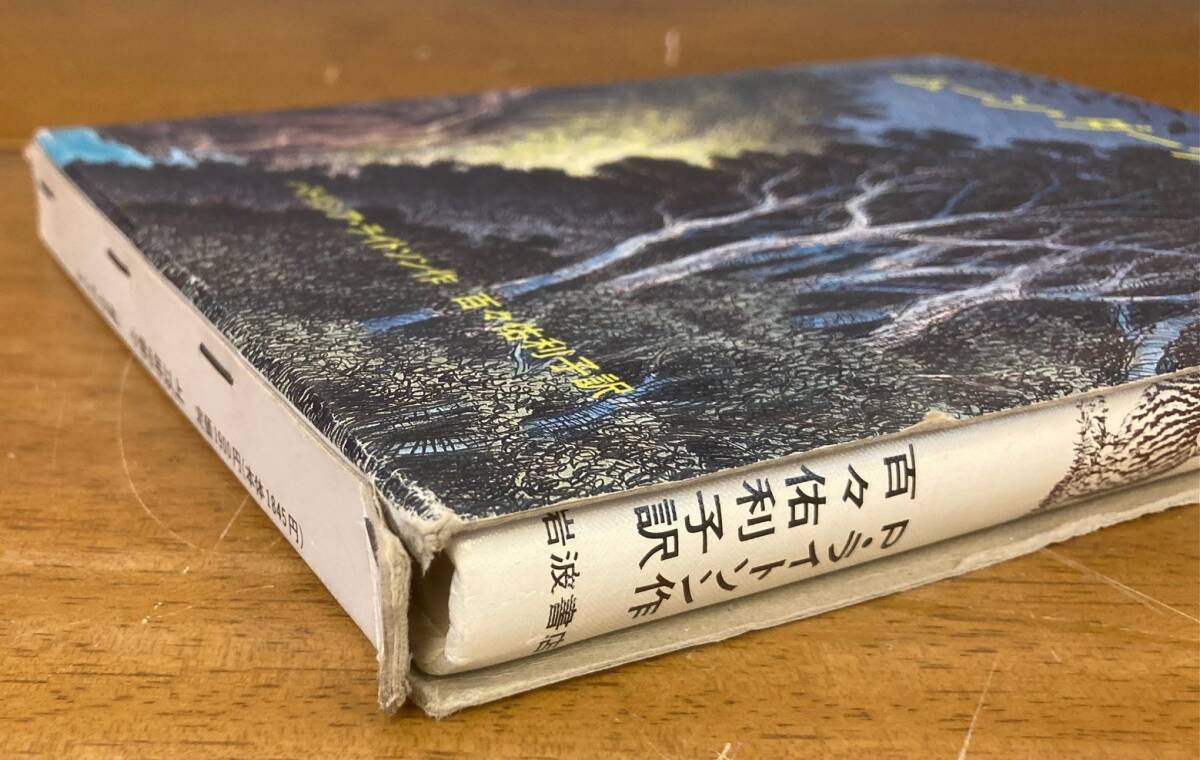 パトリシア・ライトソン作 百々佑利子訳
P・ライトソン作
百々佑利子訳
岩波書店
定価1900円(本体1845円)